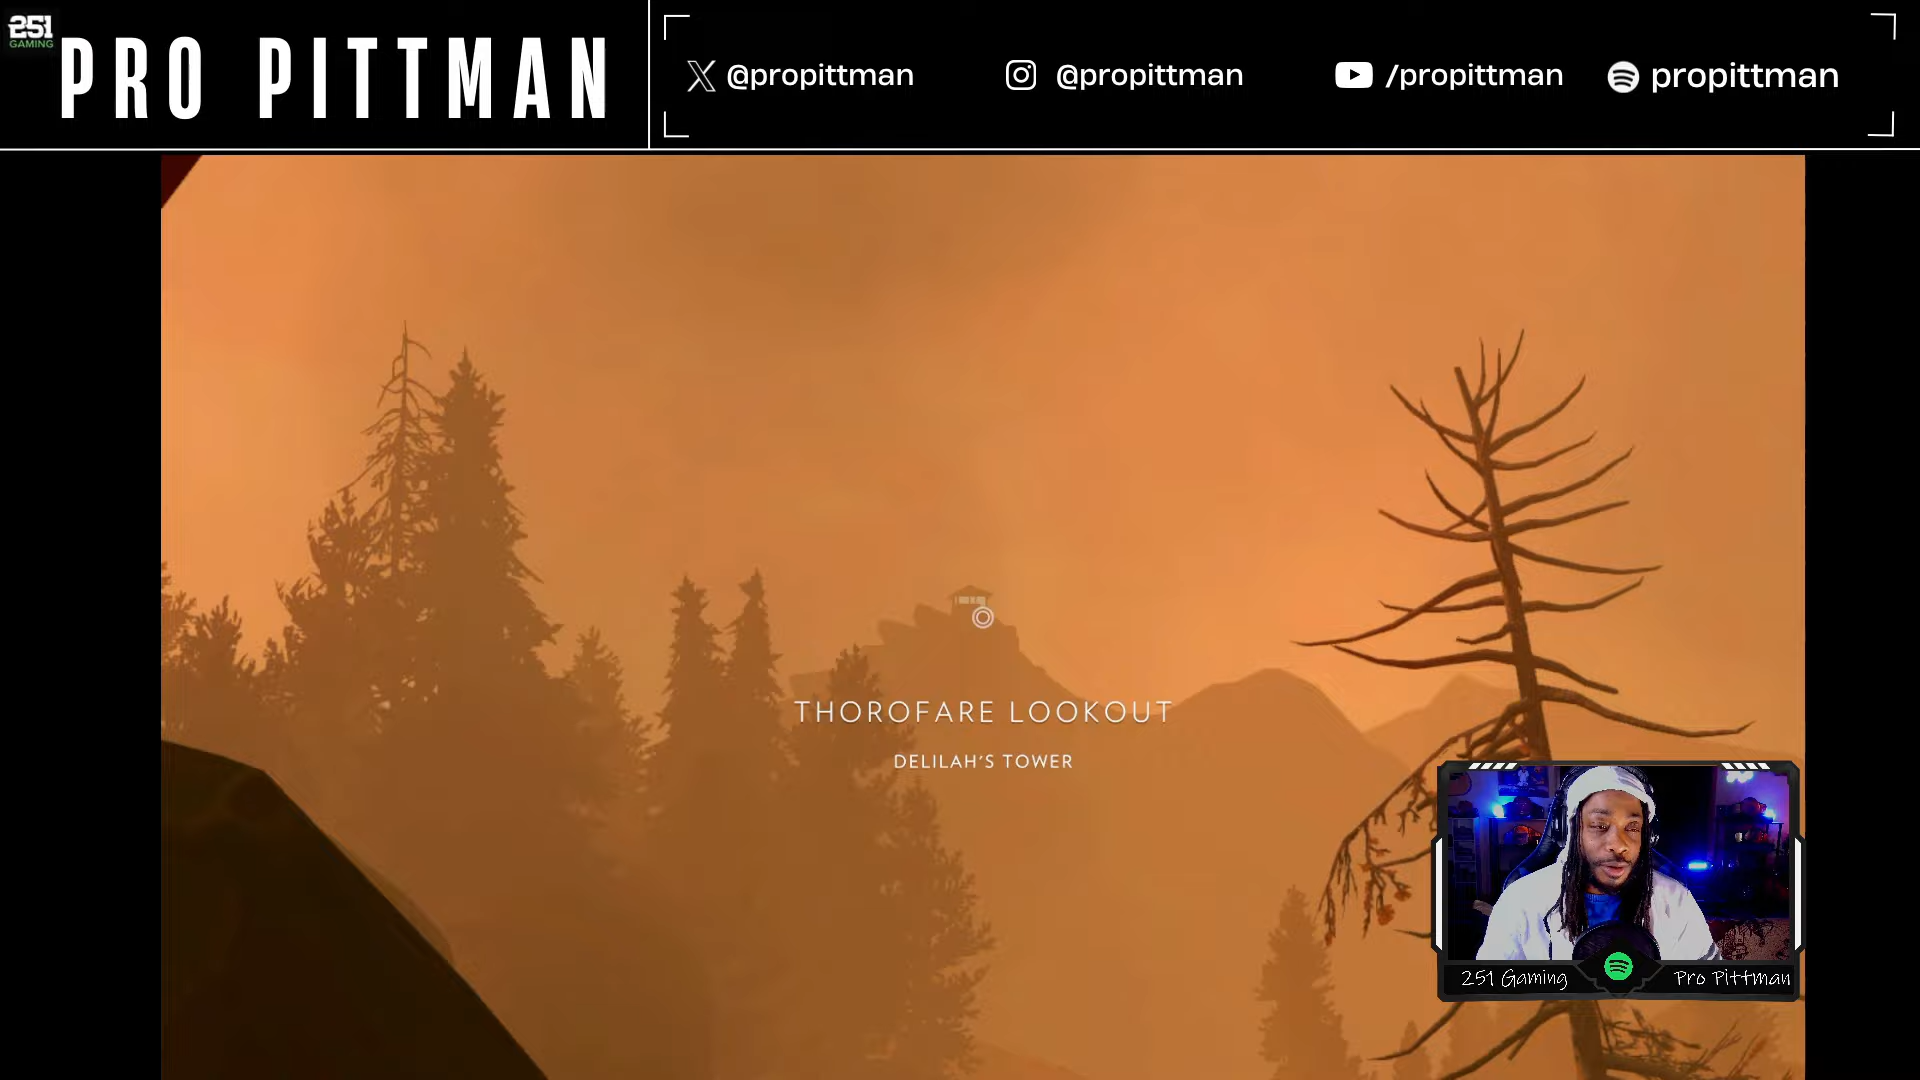 251
GAMING
PRO PITTMAN
@propittman
@propittman
/propittman
propittman
THOROFARE LOOKOUT
DELILAH'S TOWER
251 Gaming
Pro Pittman